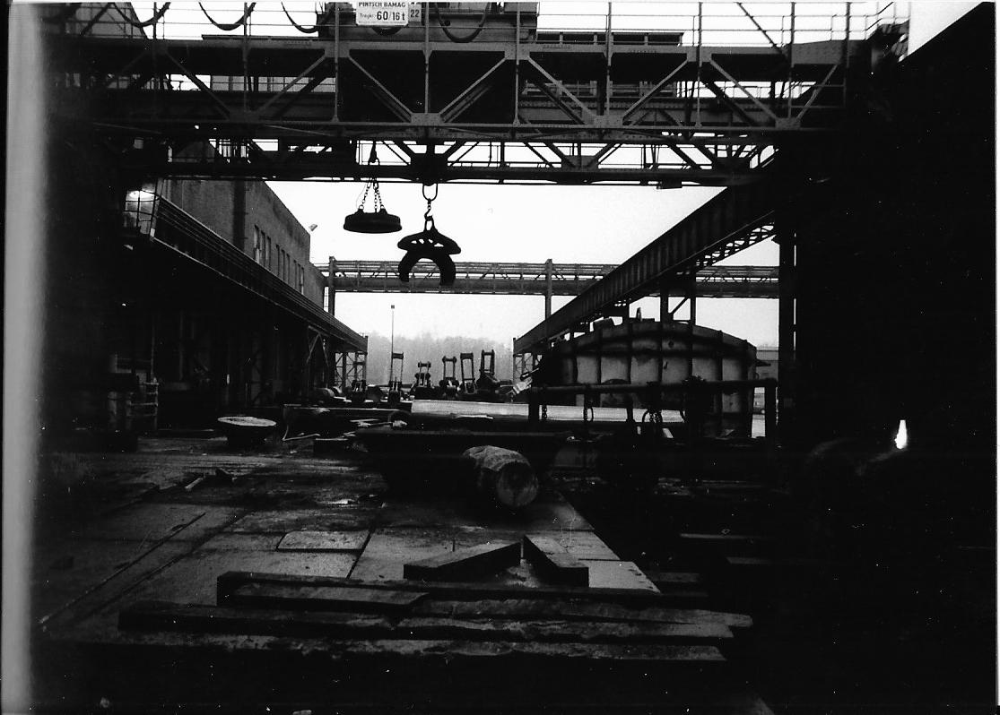 PINTSCH BAMAG
Tragkr. 60/16t
22